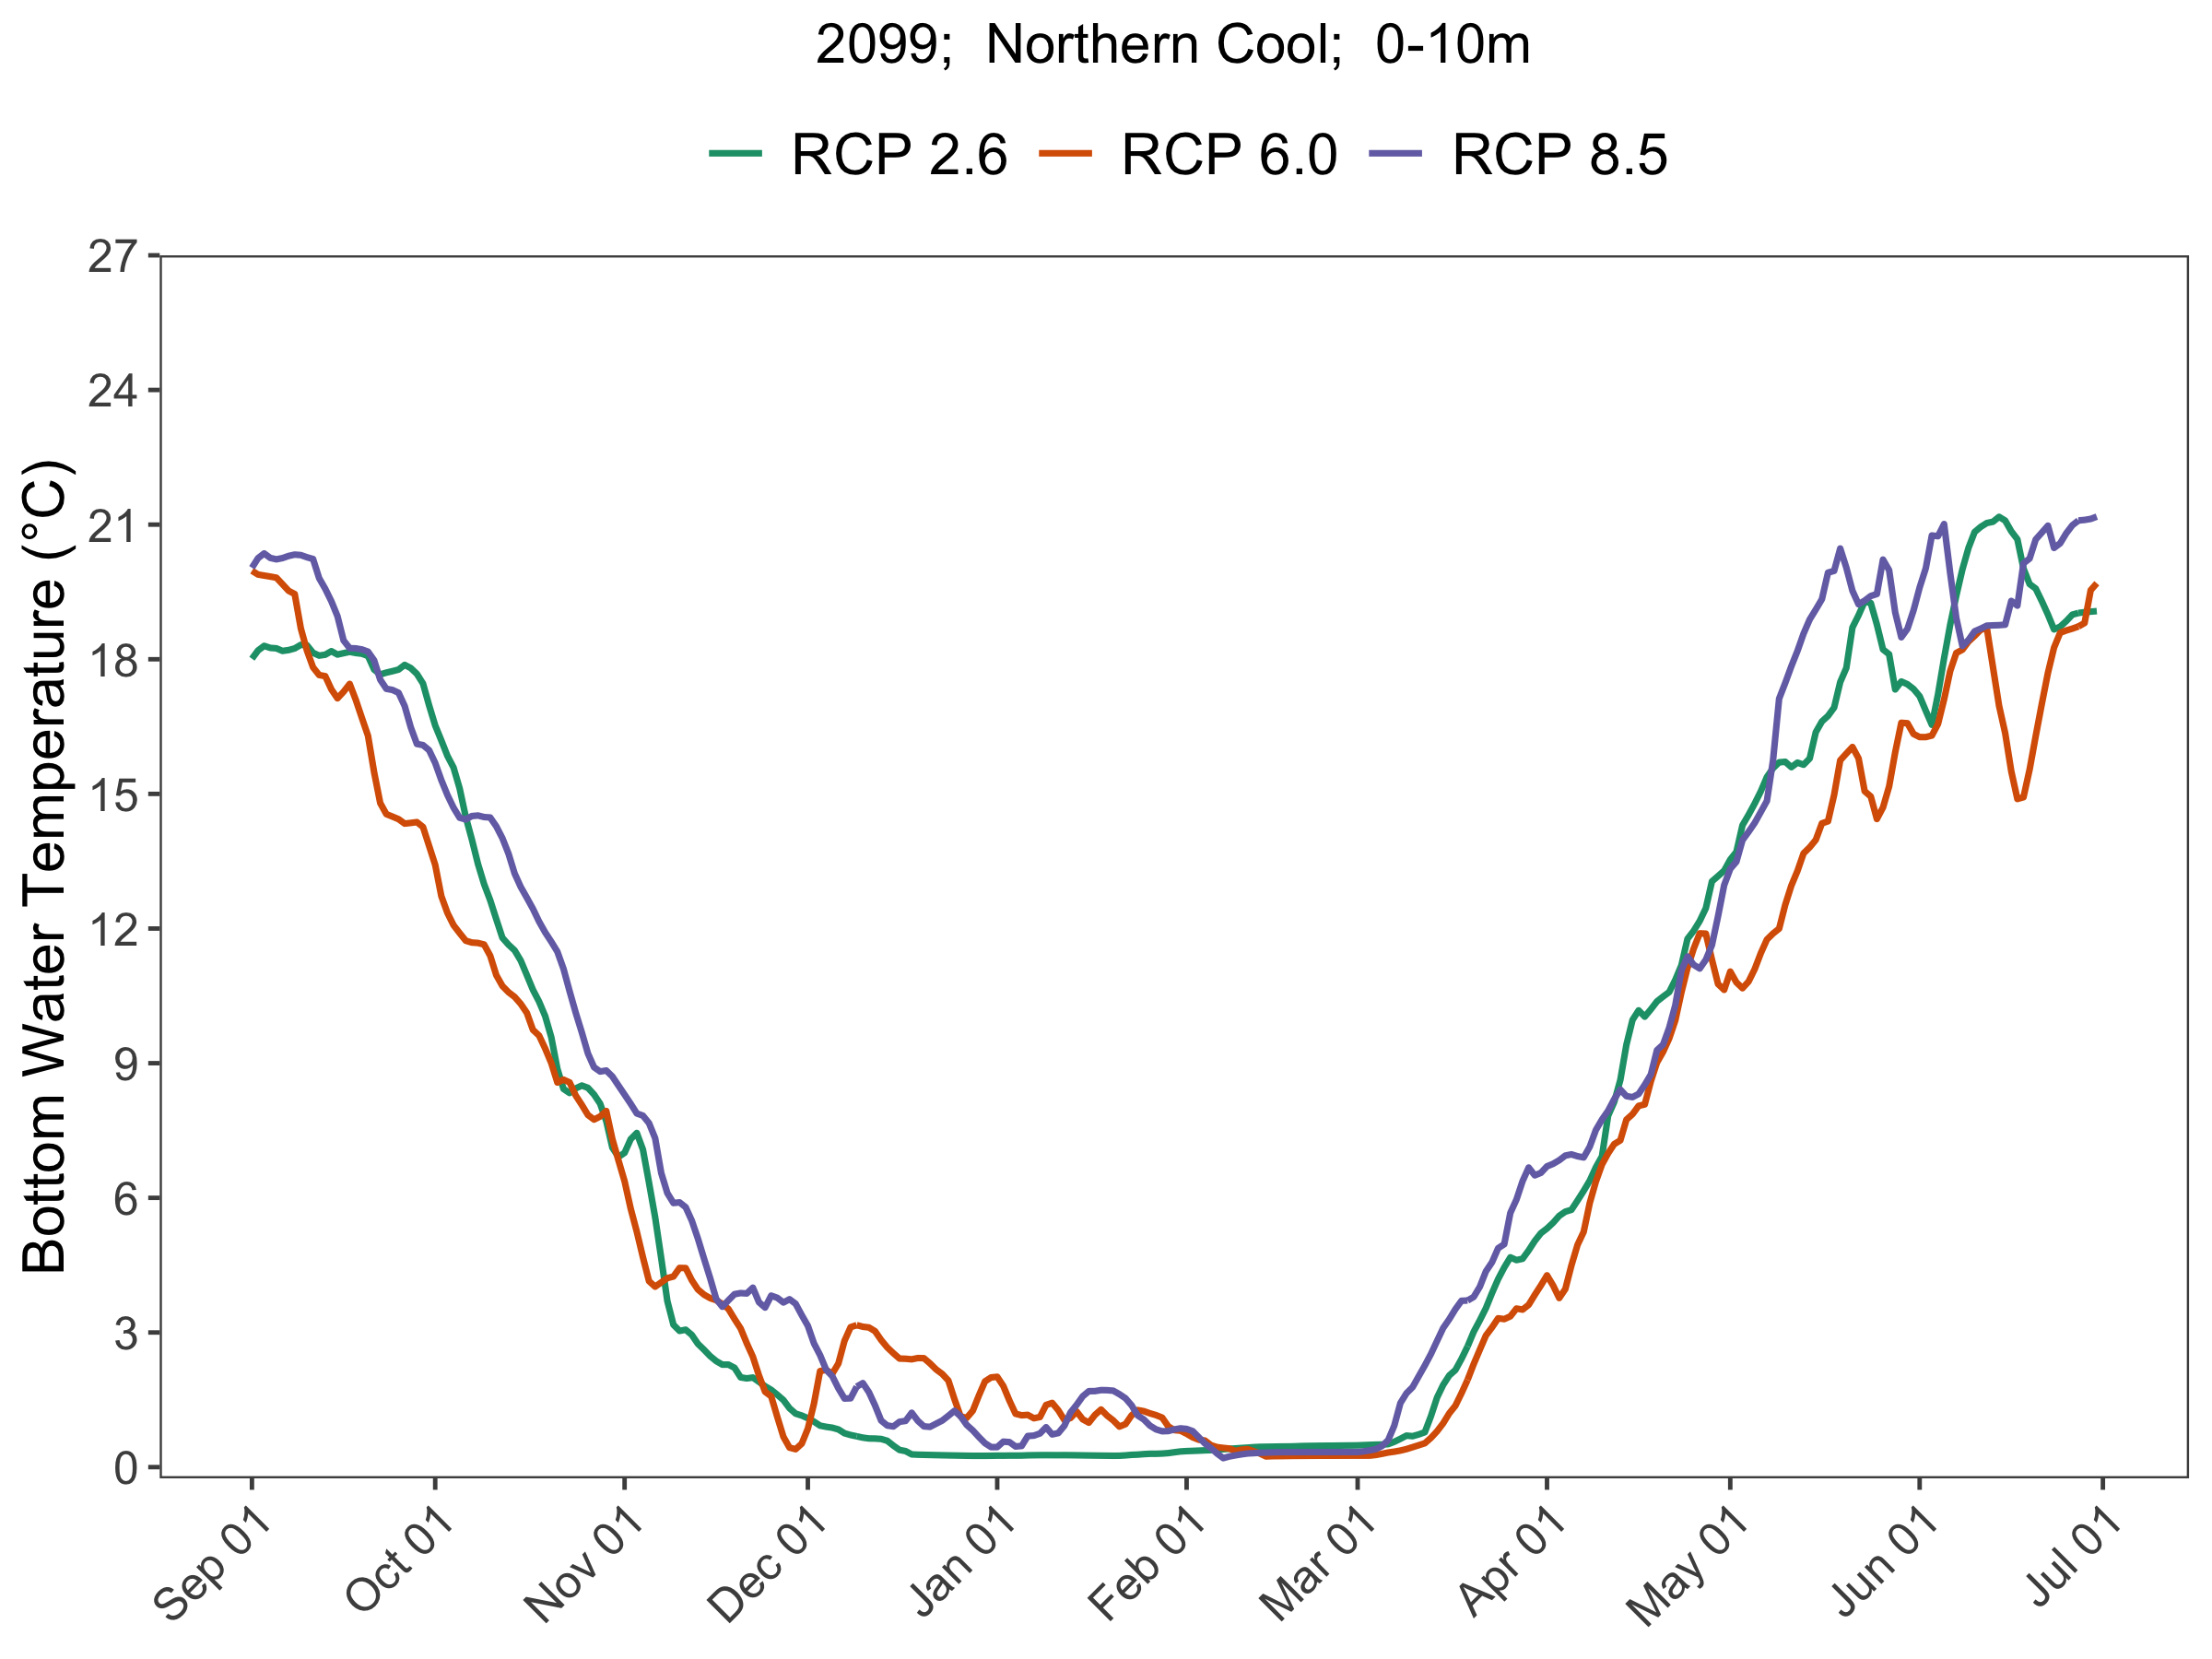 2099;  Northern Cool;  0-10m
RCP 2.6 RCP 6.0 RCP 8.5
Bottom Water Temperature (°C)
27
24
21
18
15
12
9
6
3
0
Sep 01 Oct 01 Nov 01 Dec 01 Jan 01 Feb 01 Mar 01 Apr 01 May 01 Jun 01 Jul 01